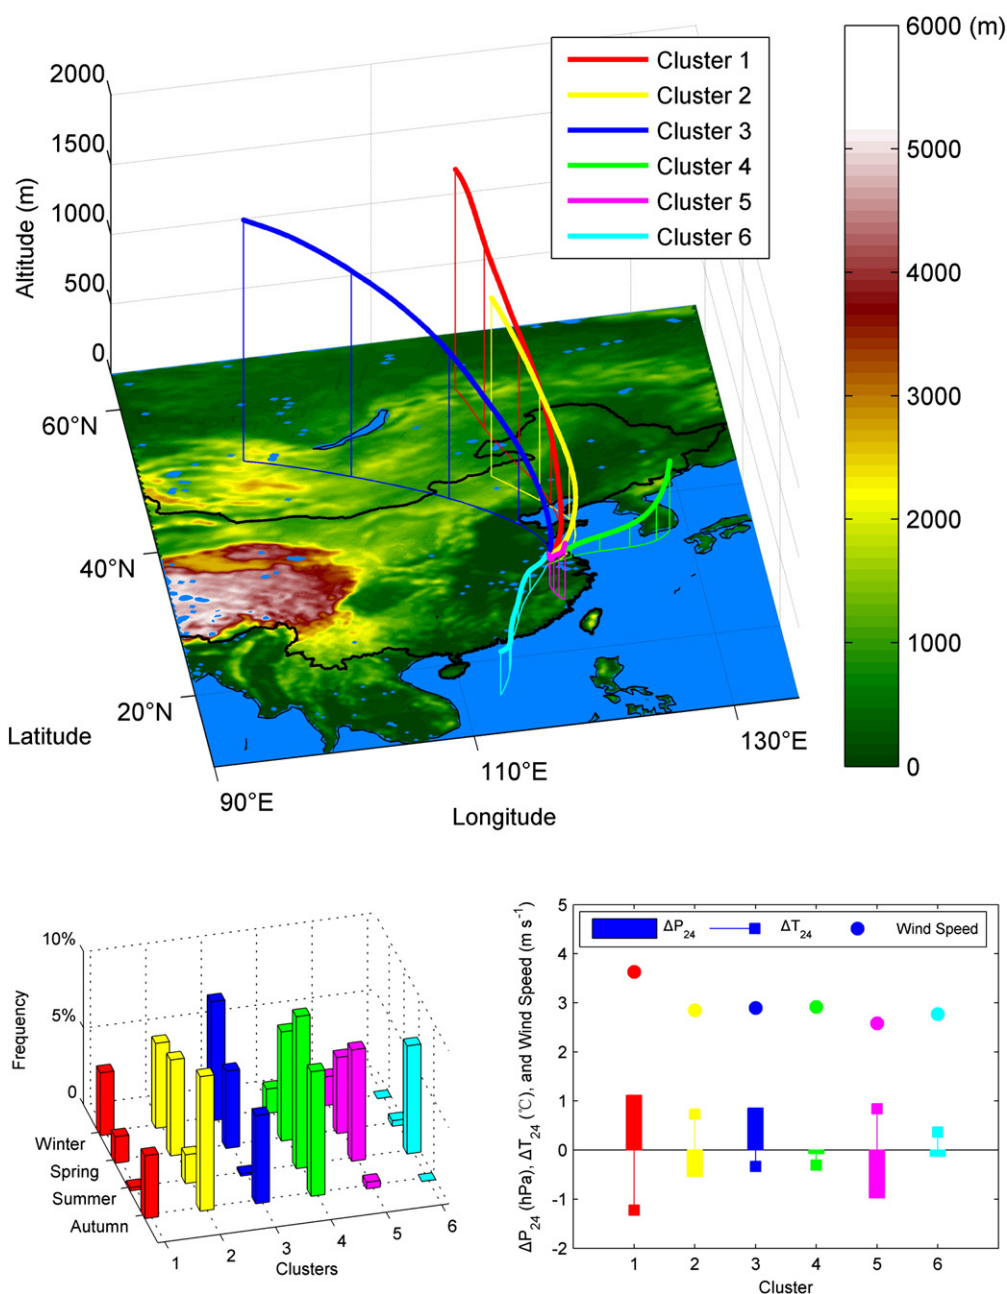 6000 (m)
5000
4000
3000
2000
1000
0
Cluster 1
Cluster 2
Cluster 3
Cluster 4
Cluster 5
Cluster 6
Altitude (m)
2000
1500
1000
500
0
60°N
40°N
20°N
Latitude
90°E
110°E
130°E
Longitude
Frequency
10%
5%
0
Winter
Spring
Summer
Autumn
1
2
3
4
5
6
Clusters
ΔP24 (hPa), ΔT24 (℃), and Wind Speed (m s-1)
5
4
3
2
1
0
-1
-2
ΔP24 ΔT24 Wind Speed
1 2 3 4 5 6
Cluster